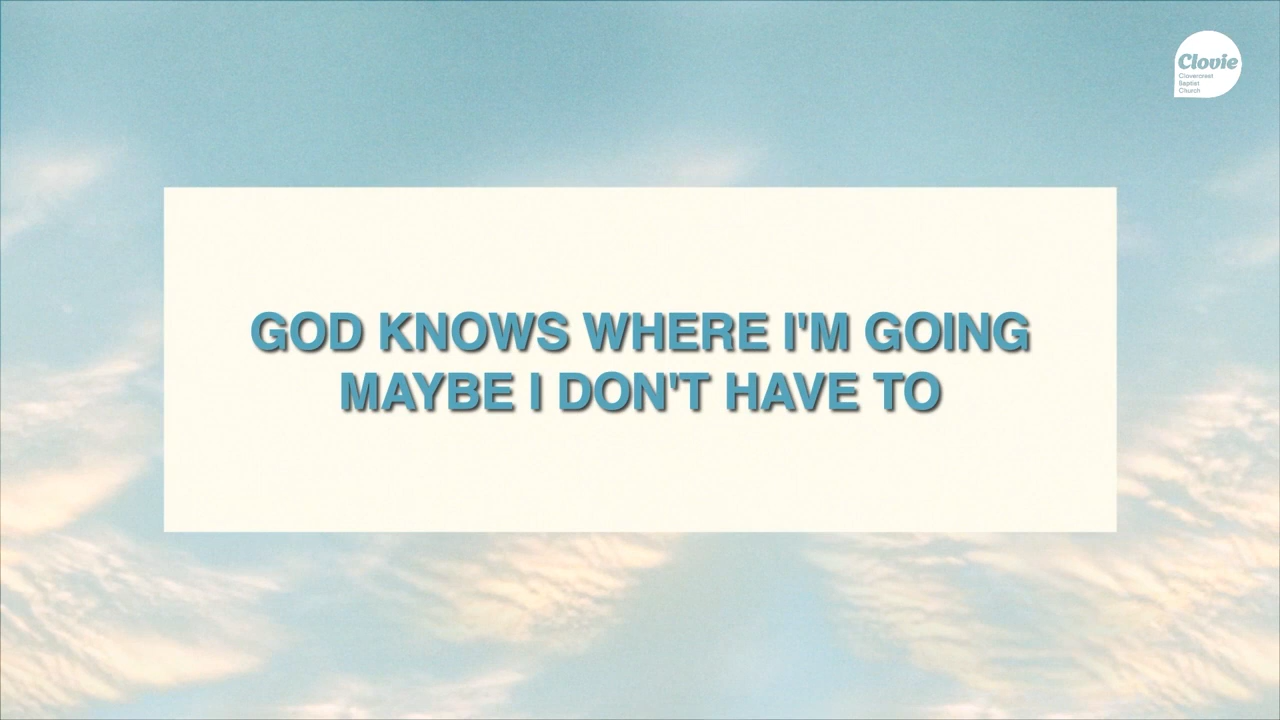 Clovie
Clovercrest
Baptist
Church
GOD KNOWS WHERE I'M GOING
MAYBE I DON'T HAVE TO